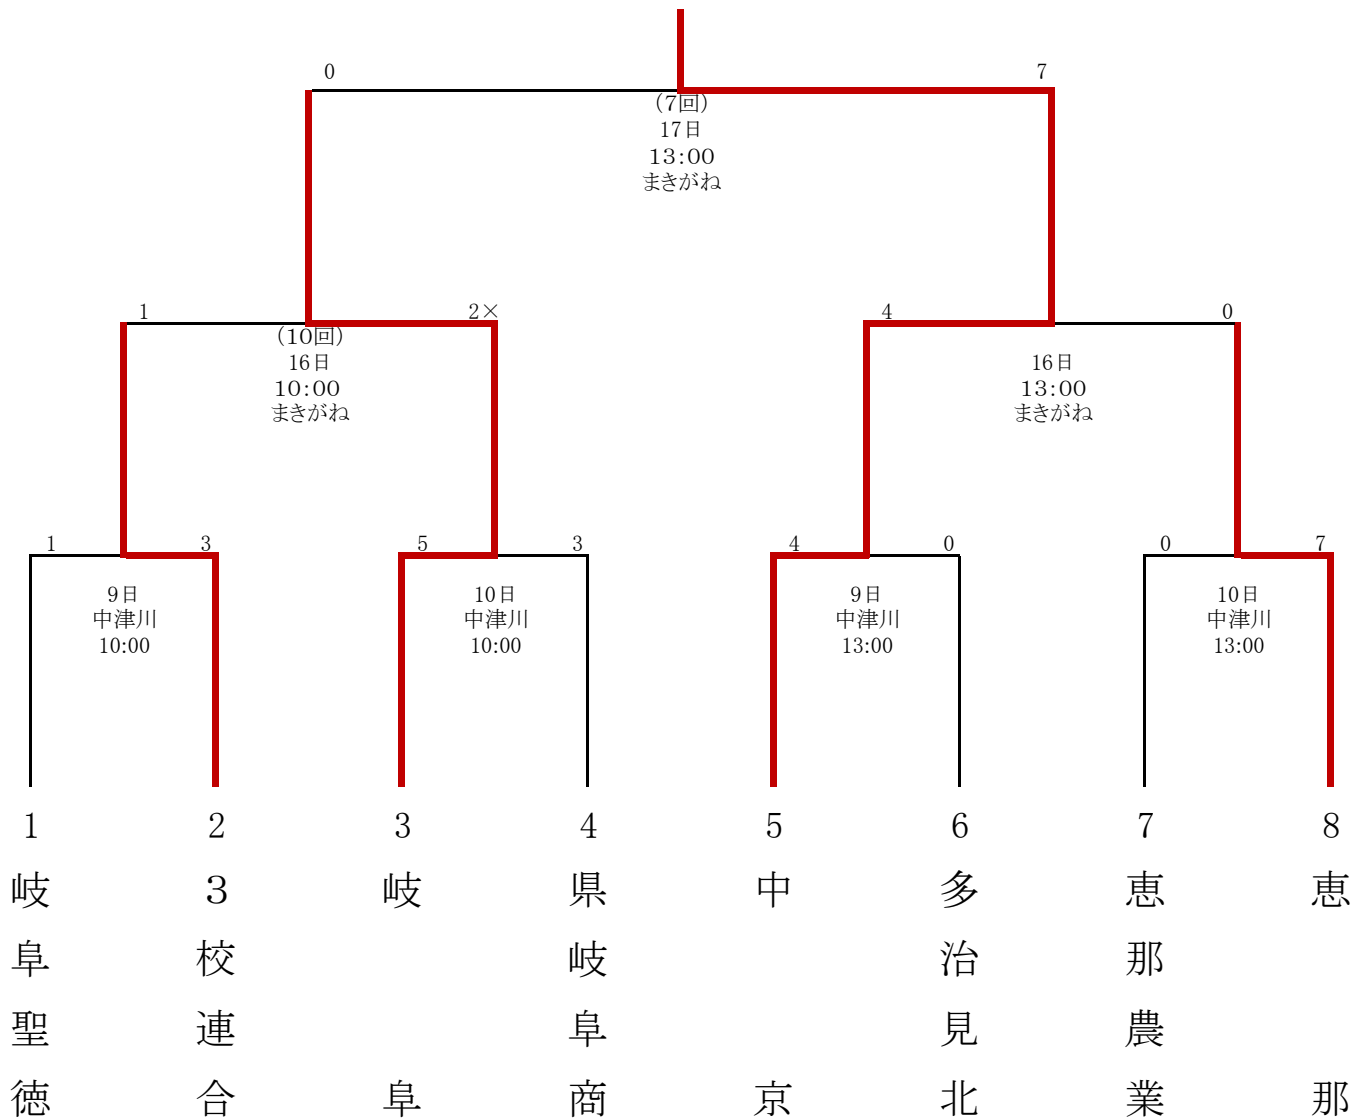 0
7
（7回）
17日
13：00
まきがね
1
2×
（10回）
16日
10：00
まきがね
4
0
16日
13：00
まきがね
1
3
9日
中津川
10:00
5
3
10日
中津川
10:00
4
0
9日
中津川
13:00
0
7
10日
中津川
13:00
1
岐阜聖徳
2
３校連合
3
岐阜
4
県岐阜商
5
中京
6
多治見北
7
恵那農業
8
恵那